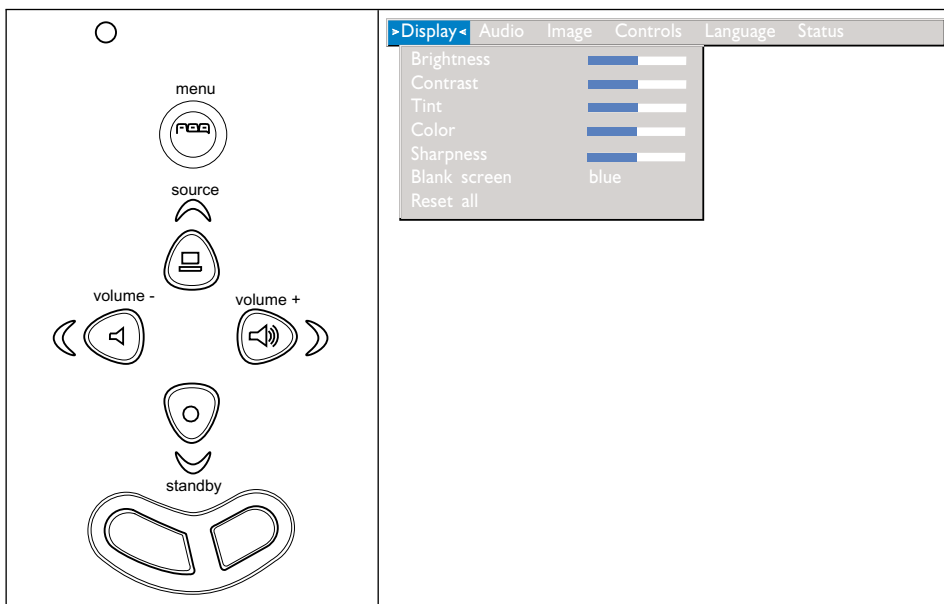 menu
source
volume -
volume +
standby
>Display< Audio Image Controls Language Status
Brightness
Contrast
Tint
Color
Sharpness
Blank screen blue
Reset all